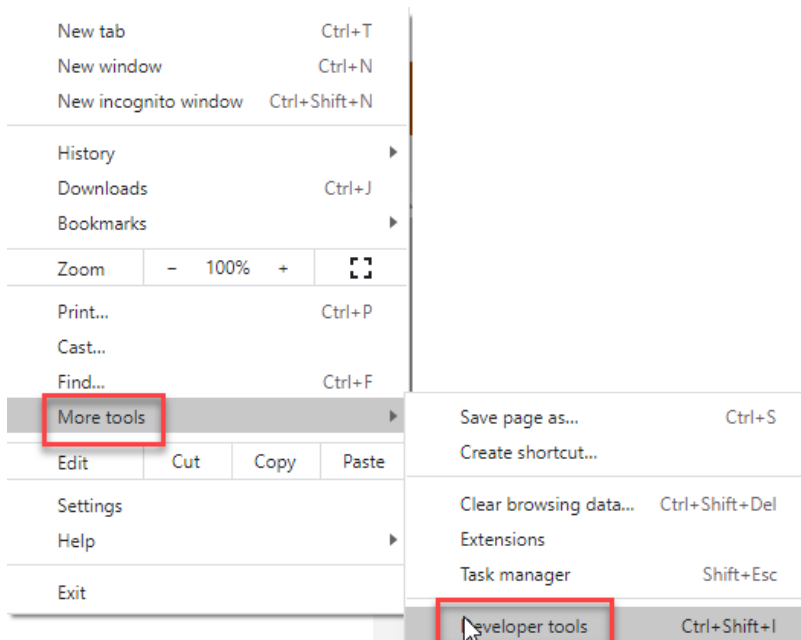 New tab Ctrl+T
New window Ctrl+N
New incognito window Ctrl+Shift+N
History
Downloads Ctrl+J
Bookmarks
Zoom - 100% +
Print... Ctrl+P
Cast...
Find... Ctrl+F
More tools
Edit Cut Copy Paste
Settings
Help
Exit
Save page as... Ctrl+S
Create shortcut...
Clear browsing data... Ctrl+Shift+Del
Extensions
Task manager Shift+Esc
Developer tools Ctrl+Shift+I